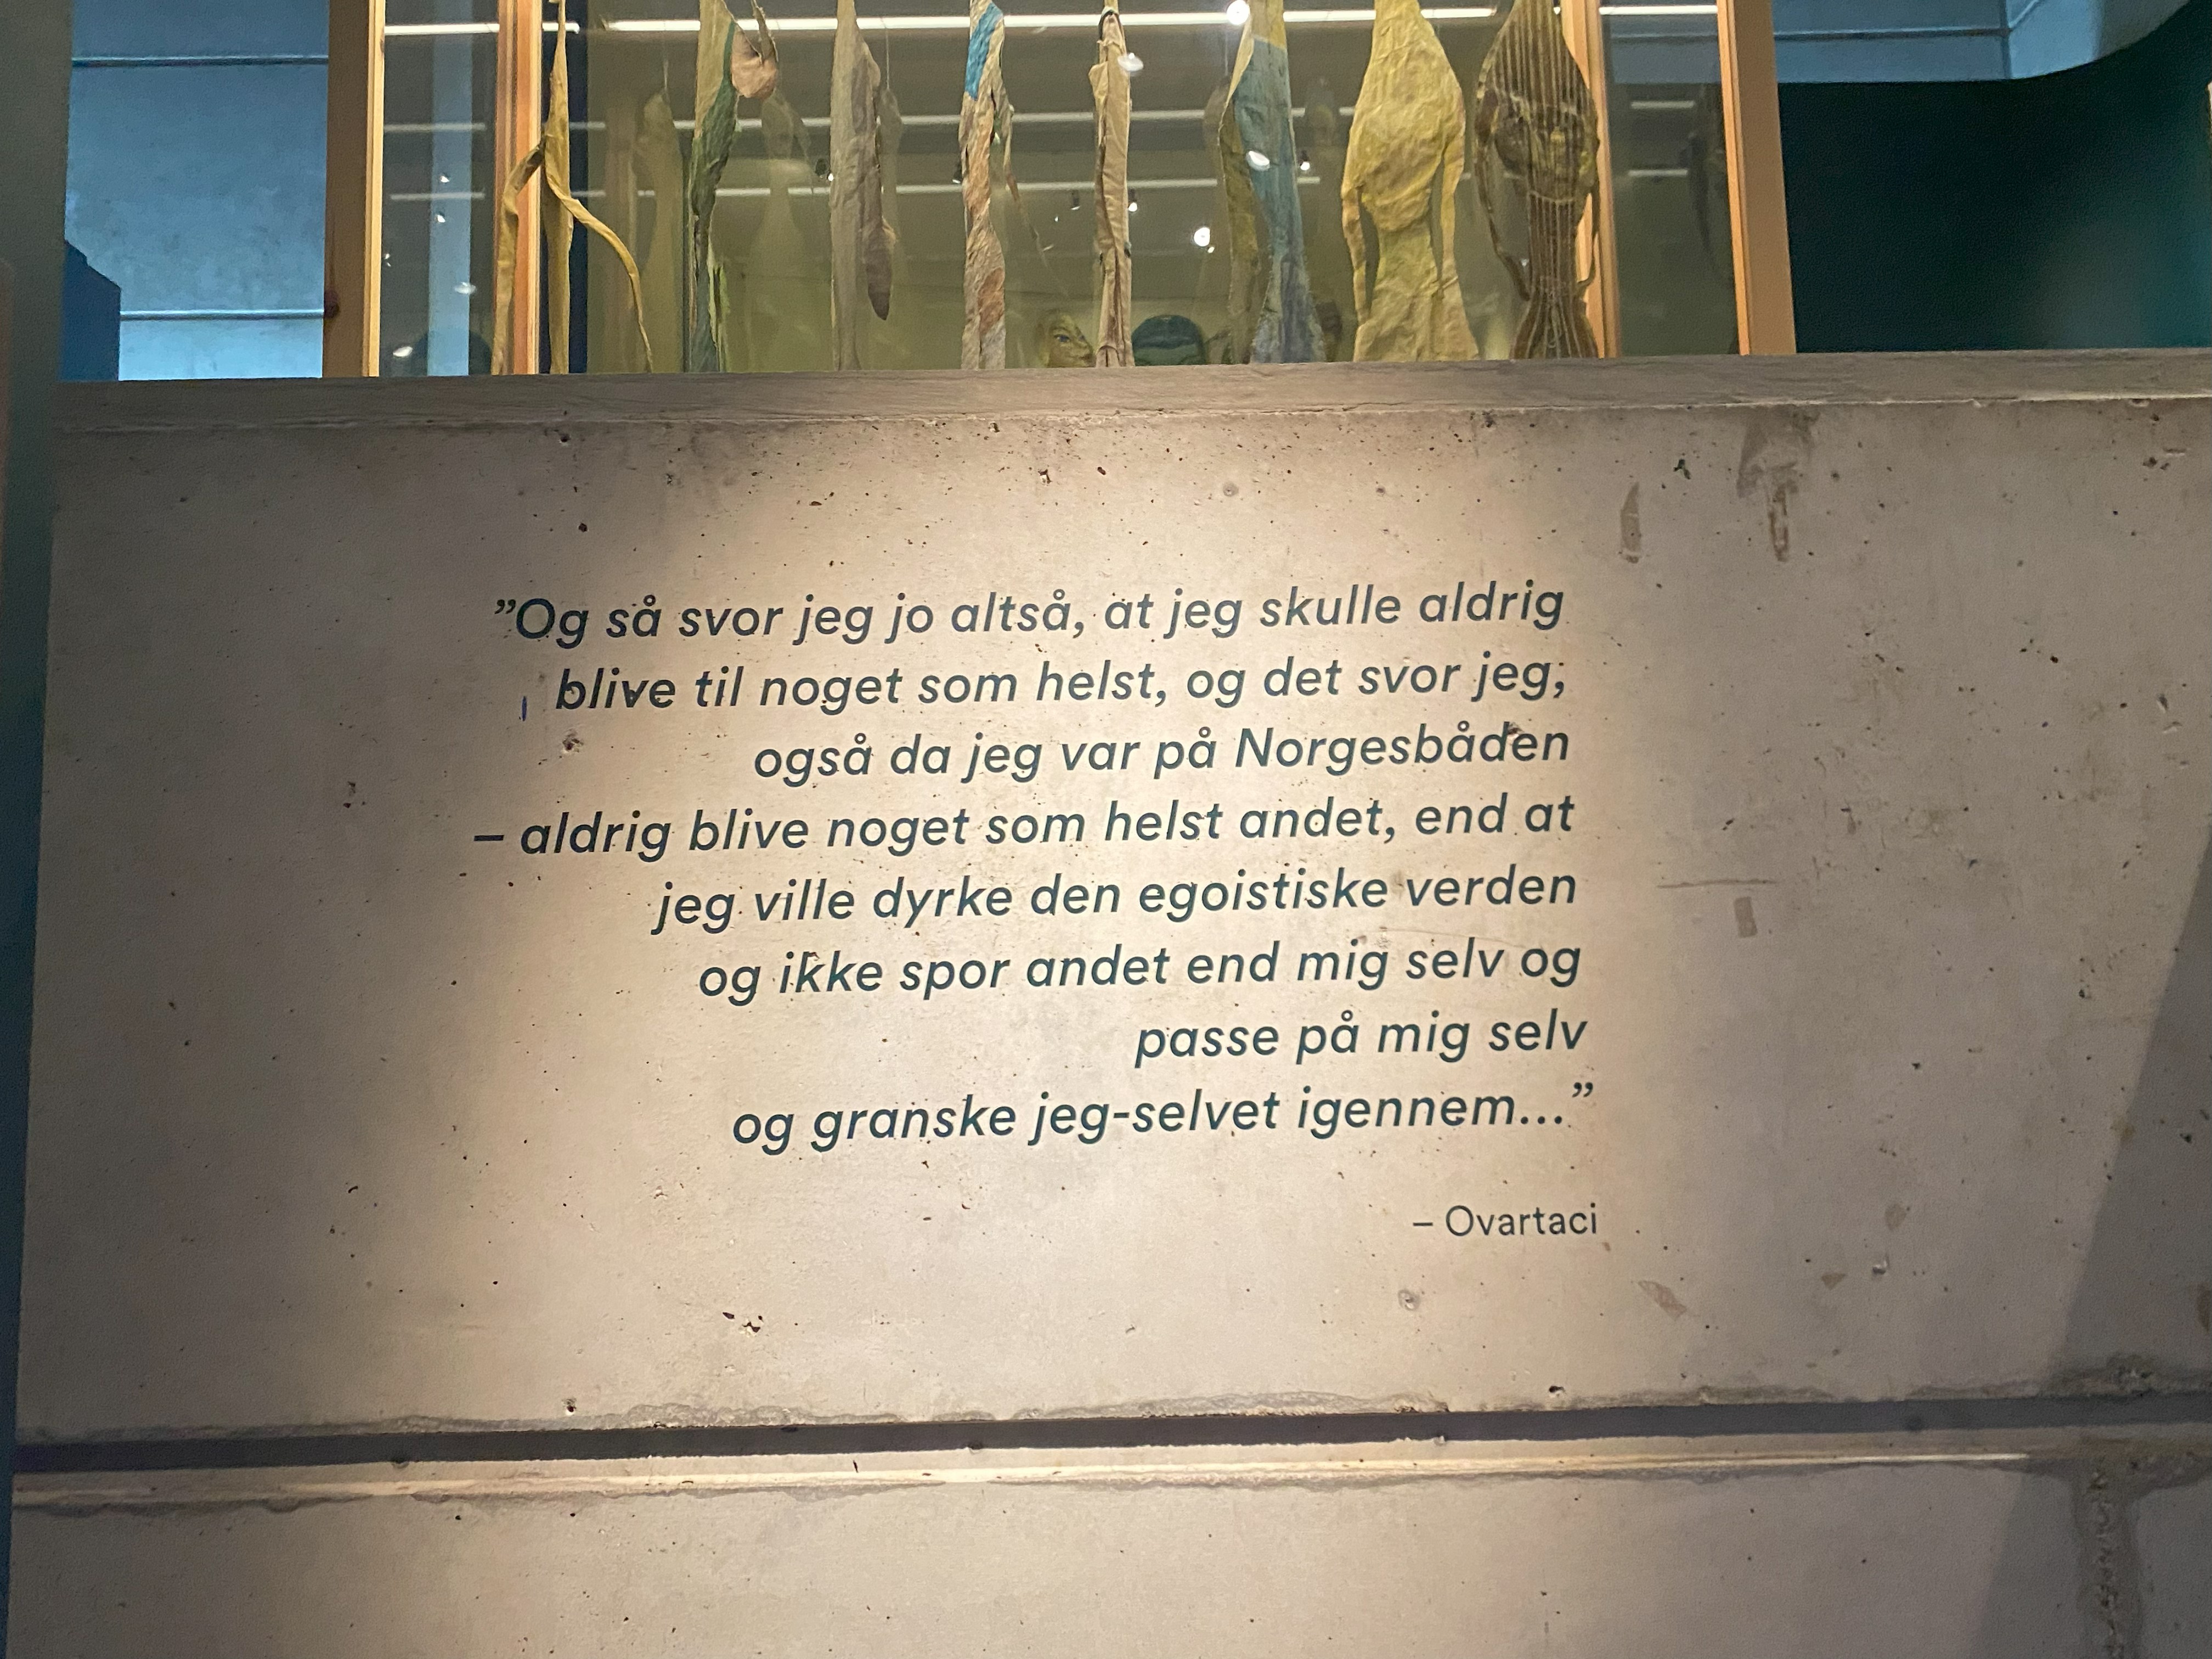 ”Og så svor jeg jo altså, at jeg skulle aldrig
blive til noget som helst, og det svor jeg;
også da jeg var på Norgesbåden
– aldrig blive noget som helst andet, end at
jeg ville dyrke den egoistiske verden
og ikke spor andet end mig selv og
passe på mig selv
og granske jeg-selvet igennem...”
– Ovartaci